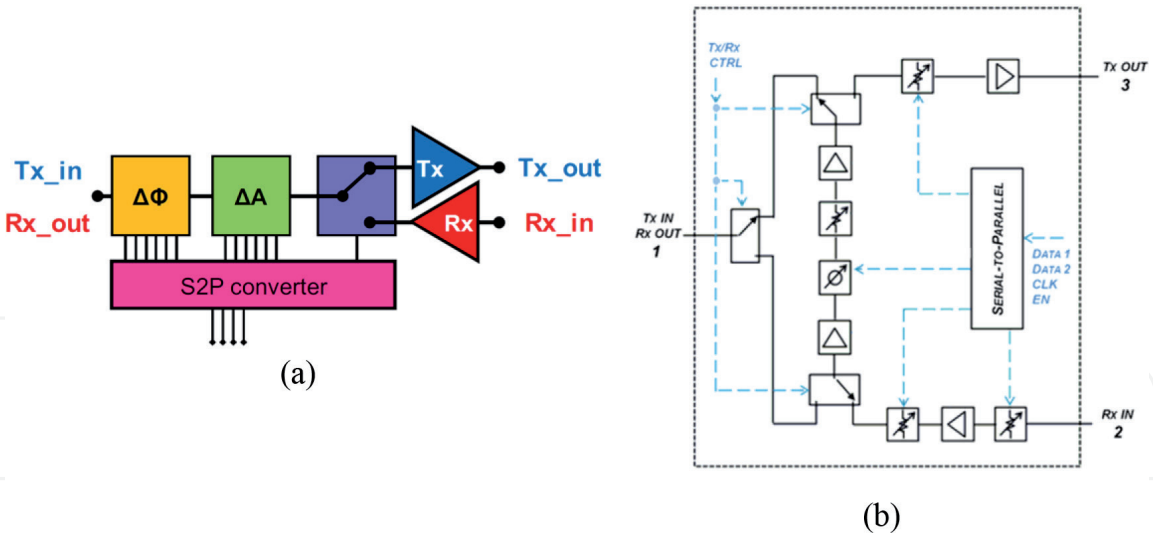 Tx_in
Rx_out
ΔΦ
ΔA
Tx
Rx
Tx_out
Rx_in
S2P converter
(a)
Tx/Rx
CTRL
Tx OUT
3
Tx IN
Rx OUT
1
SERIAL-TO-PARALLEL
DATA 1
DATA 2
CLK
EN
Rx IN
2
(b)